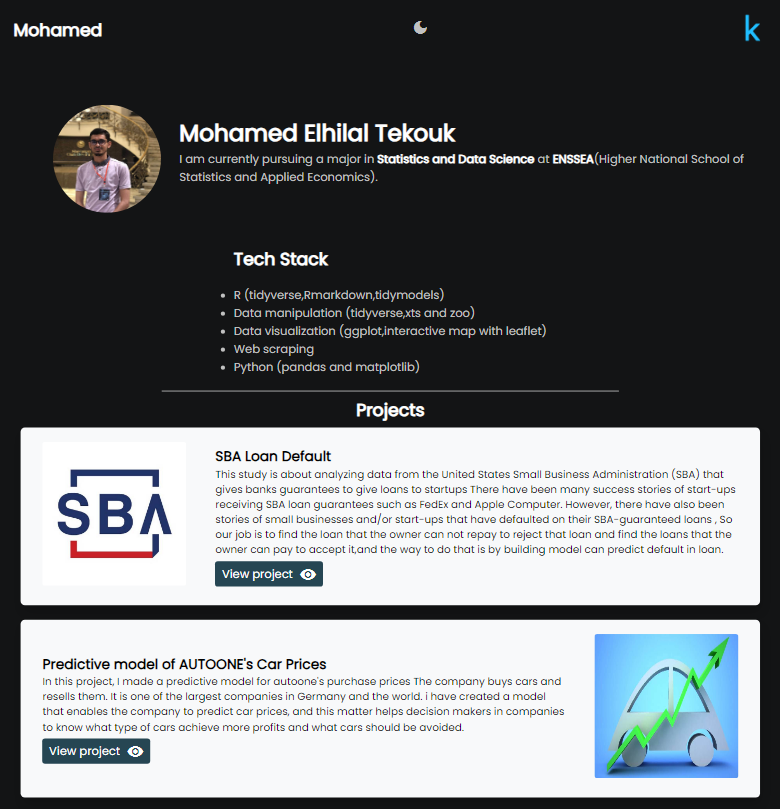 Mohamed
k
Mohamed Elhilal Tekouk
I am currently pursuing a major in Statistics and Data Science at ENSSEA(Higher National School of
Statistics and Applied Economics).
Tech Stack
R (tidyverse,Rmarkdown,tidymodels)
Data manipulation (tidyverse,xts and zoo)
Data visualization (ggplot,interactive map with leaflet)
Web scraping
Python (pandas and matplotlib)
Projects
SBA
SBA Loan Default
This study is about analyzing data from the United States Small Business Administration (SBA) that
gives banks guarantees to give loans to startups There have been many success stories of start-ups
receiving SBA loan guarantees such as FedEx and Apple Computer. However, there have also been
stories of small businesses and/or start-ups that have defaulted on their SBA-guaranteed loans , So
our job is to find the loan that the owner can not repay to reject that loan and find the loans that the
owner can pay to accept it,and the way to do that is by building model can predict default in loan.
View project
Predictive model of AUTOONE's Car Prices
In this project, I made a predictive model for autoone's purchase prices The company buys cars and
resells them. It is one of the largest companies in Germany and the world. i have created a model
that enables the company to predict car prices, and this matter helps decision makers in companies
to know what type of cars achieve more profits and what cars should be avoided.
View project